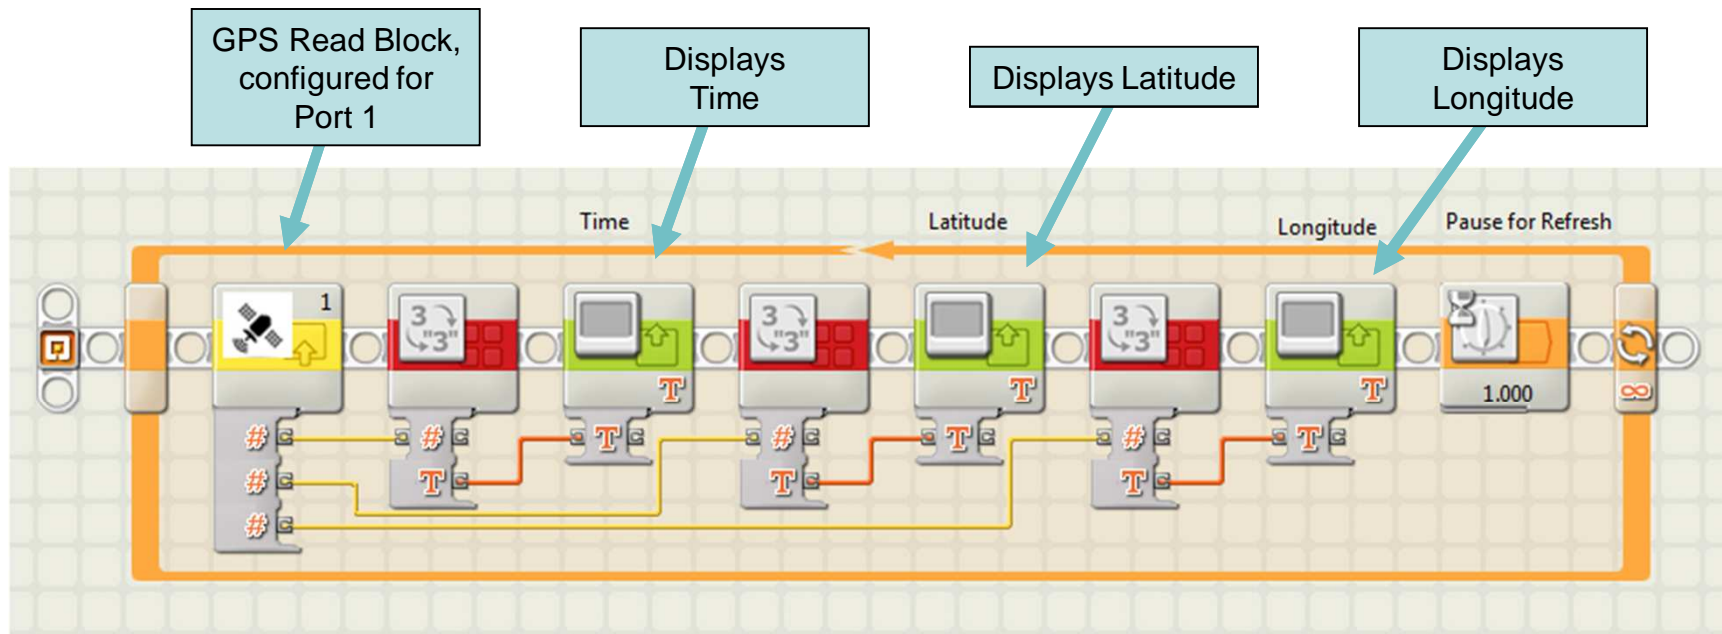 GPS Read Block,
configured for
Port 1
Displays
Time
Displays Latitude
Displays
Longitude
Time
Latitude
Longitude
Pause for Refresh
1
3
"3"
3
"3"
3
"3"
T
T
T
1.000
∞
# # T # T # T
# T T T
#